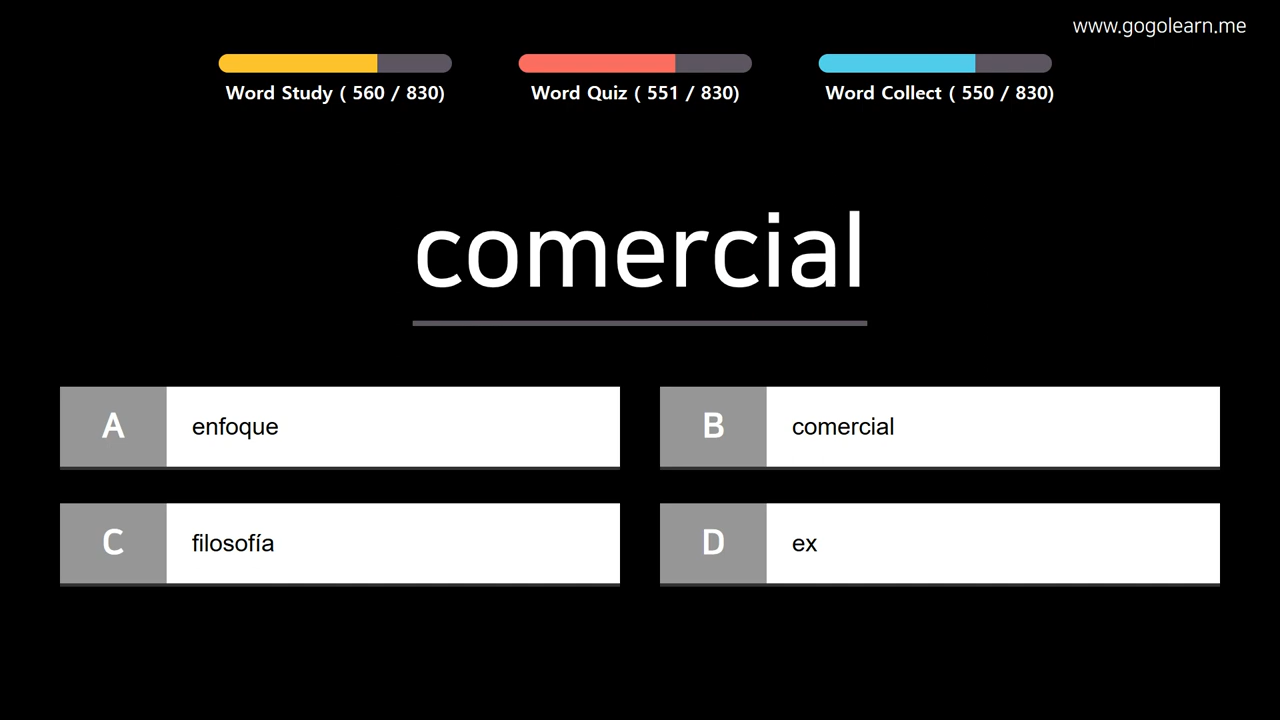 www.gogolearn.me
Word Study ( 560 / 830)
Word Quiz ( 551 / 830)
Word Collect ( 550 / 830)
comercial
A enfoque
B comercial
C filosofía
D ex